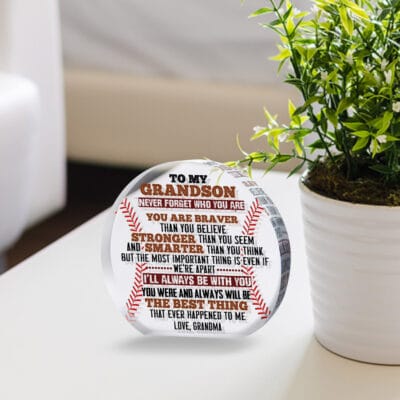 TO MY
GRANDSON
NEVER FORGET WHO YOU ARE
YOU ARE BRAVER
THAN YOU BELIEVE,
STRONGER THAN YOU SEEM
AND SMARTER THAN YOU THINK
BUT THE MOST IMPORTANT THING IS EVEN IF
WE'RE APART
I'LL ALWAYS BE WITH YOU
YOU WERE AND ALWAYS WILL BE
THE BEST THING
THAT EVER HAPPENED TO ME.
LOVE, GRANDMA